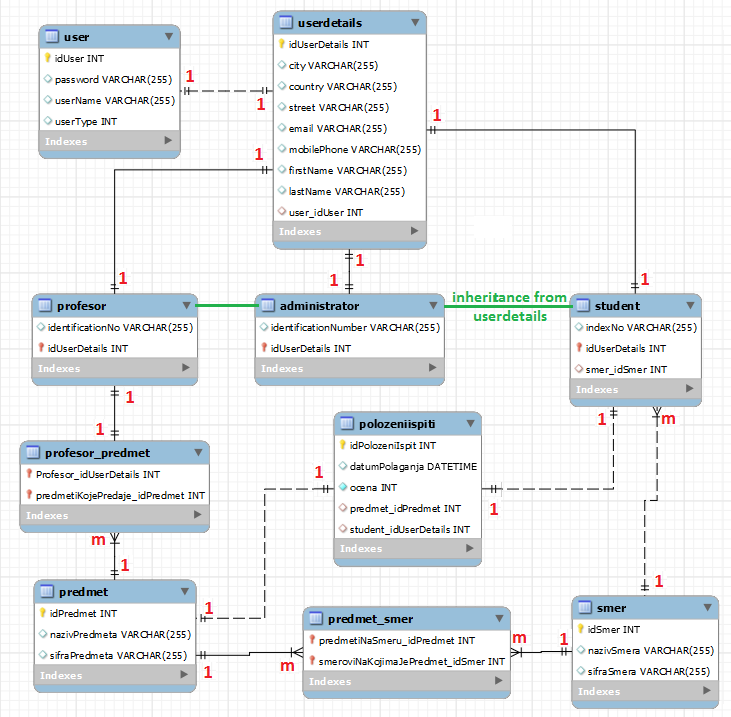 user
idUser INT
password VARCHAR(255)
userName VARCHAR(255)
userType INT
Indexes
userdetails
idUserDetails INT
city VARCHAR(255)
country VARCHAR(255)
street VARCHAR(255)
email VARCHAR(255)
mobilePhone VARCHAR(255)
firstName VARCHAR(255)
lastName VARCHAR(255)
user_idUser INT
Indexes
1
1
1
1
1
1
1
1
inheritance from
userdetails
profesor
identificationNo VARCHAR(255)
idUserDetails INT
Indexes
administrator
identificationNumber VARCHAR(255)
idUserDetails INT
Indexes
student
indexNo VARCHAR(255)
idUserDetails INT
smer_idSmer INT
Indexes
1
1
1
m
profesor_predmet
Profesor_idUserDetails INT
predmetiKojePredaje_idPredmet INT
Indexes
polozeniispiti
idPolozeniIspit INT
datumPolaganja DATETIME
ocena INT
predmet_idPredmet INT
student_idUserDetails INT
Indexes
1
1
m
1
1
1
predmet
idPredmet INT
nazivPredmeta VARCHAR(255)
sifraPredmeta VARCHAR(255)
Indexes
1
1
m
predmet_smer
predmetiNaSmeru_idPredmet INT
smeroviNaKojimaJePredmet_idSmer INT
Indexes
m
1
smer
idSmer INT
nazivSmera VARCHAR(255)
sifraSmera VARCHAR(255)
Indexes